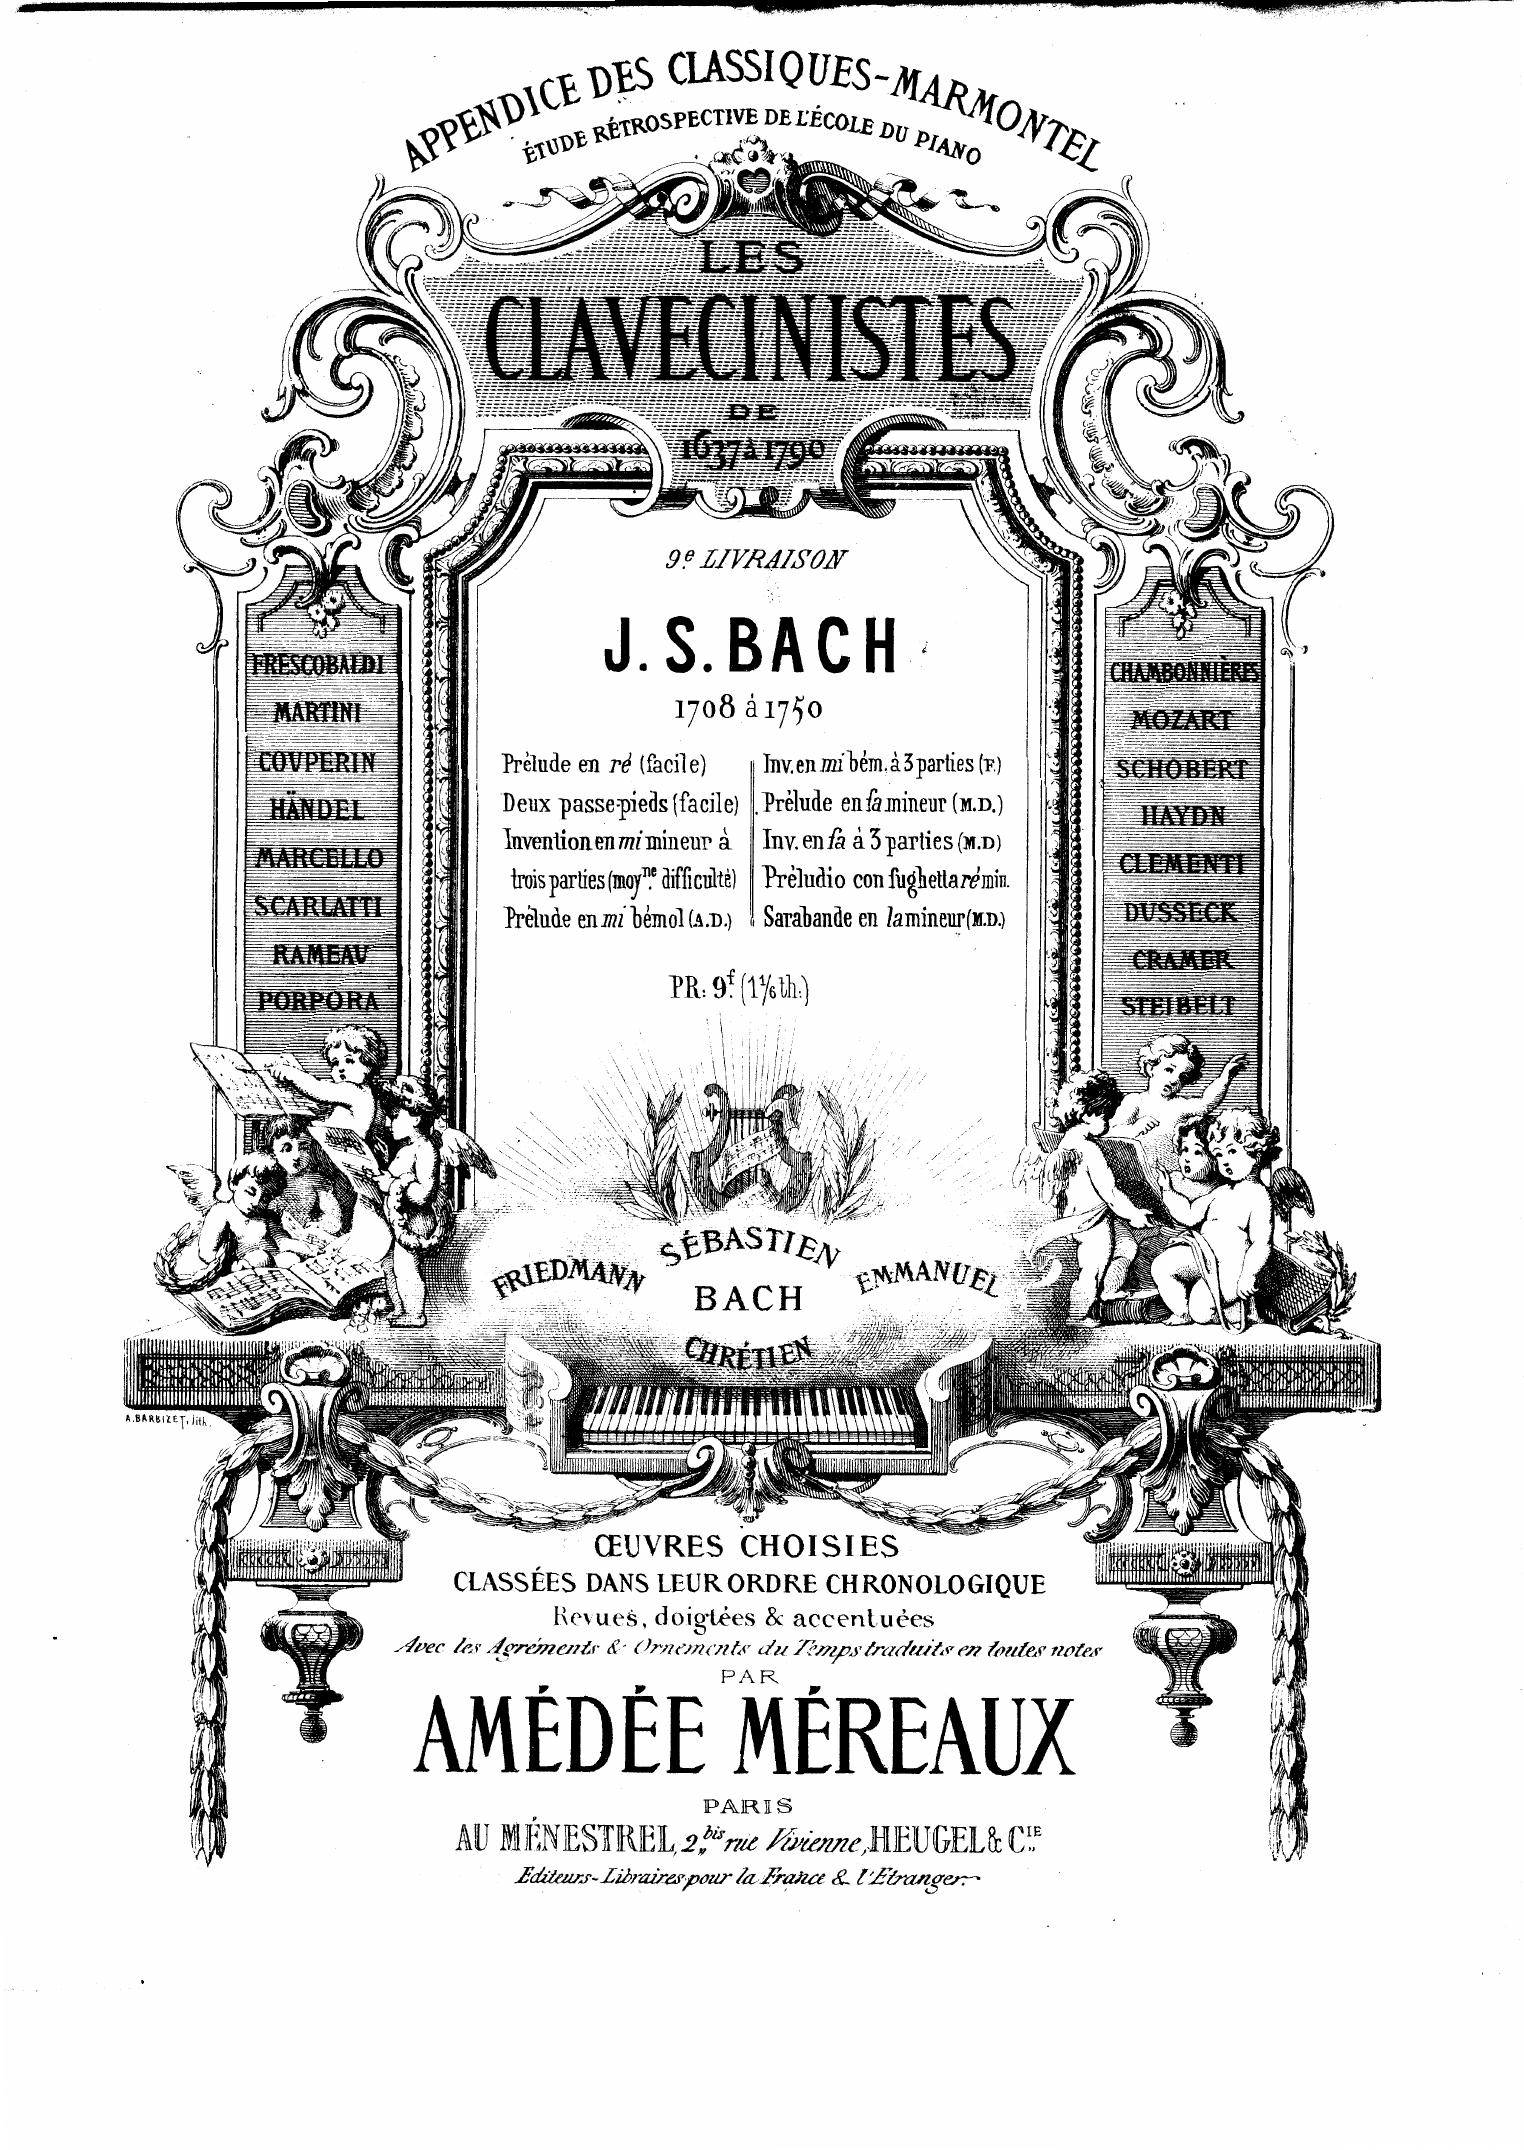 APPENDICE DES CLASSIQUES-MARMONTEL
ÉTUDE RÉTROSPECTIVE DE L'ÉCOLE DU PIANO
LES
CLAVECINISTES
DE
1637 à 1790
9e LIVRAISON
J. S. BACH
1708 á 1750
Prélude en ré (facile)
Deux passe-pieds (facile)
Invention en mi mineur à
trois parties (moyne difficulté)
Prélude en mi bémol (A.D.)
Inv. en mi bém. à 3 parties (F.)
Prélude en fa mineur (M.D.)
Inv. en fa à 3 parties (M.D)
Préludio con fughetta ré min.
Sarabande en la mineur (M.D.)
PR: 9f. (1 1/6 th:)
FRESCOBALDI
MARTINI
COUPERIN
HÄNDEL
MARCELLO
SCARLATTI
RAMEAU
PORPORA
CHAMBONNIÈRES
MOZART
SCHOBERT
HAYDN
CLEMENTI
DUSSECK
CRAMER
STEIBELT
FRIEDMANN
SÉBASTIEN
EMMANUEL
BACH
CHRÉTIEN
A. BARBIZET, lith.
ŒUVRES CHOISIES
CLASSÉES DANS LEUR ORDRE CHRONOLOGIQUE
Revues, doigtées & accentuées
Avec les Agréments & Ornements du Temps traduits en toutes notes
PAR
AMÉDÉE MÉREAUX
PARIS
AU MÉNESTREL, 2bis rue Vivienne, HEUGEL & CIE
Editeurs-Libraires pour la France & l'Etranger.